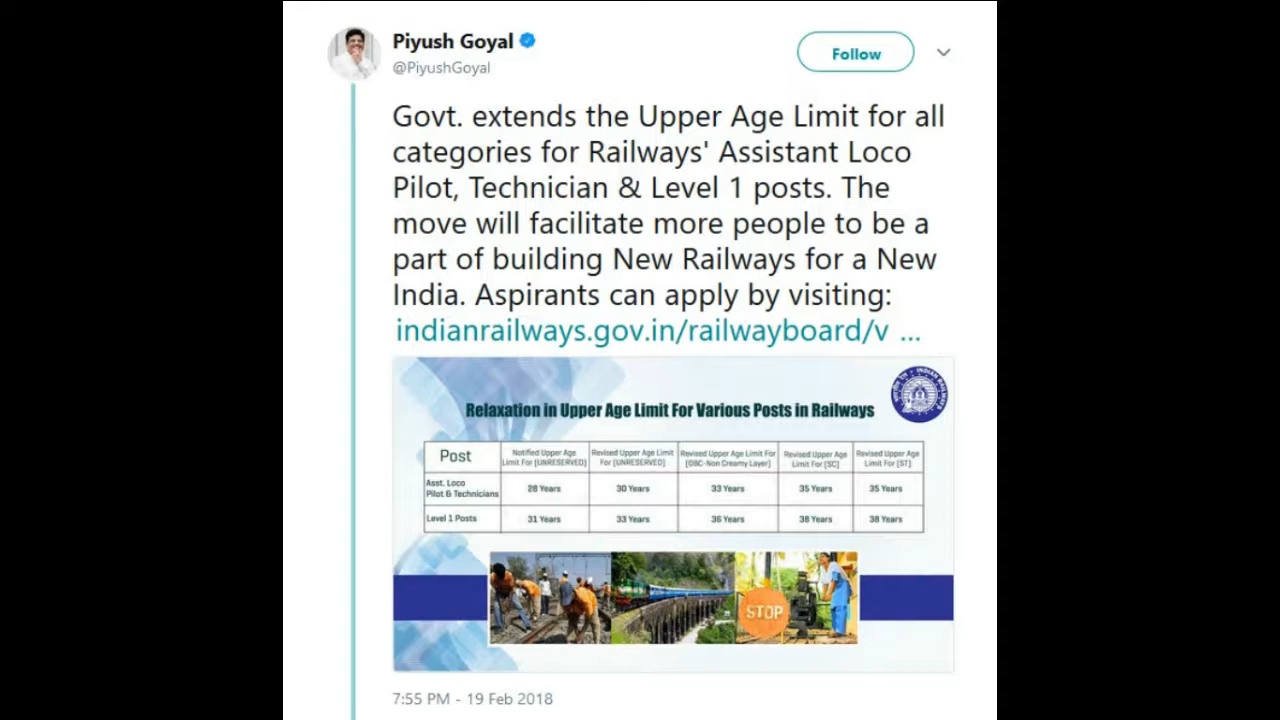 Piyush Goyal
@PiyushGoyal
Follow
Govt. extends the Upper Age Limit for all
categories for Railways' Assistant Loco
Pilot, Technician & Level 1 posts. The
move will facilitate more people to be a
part of building New Railways for a New
India. Aspirants can apply by visiting:
indianrailways.gov.in/railwayboard/v ...
Relaxation in Upper Age Limit For Various Posts in Railways
Post Notified Upper Age Limit For [UNRESERVED] Revised Upper Age Limit For [UNRESERVED] Revised Upper Age Limit For [OBC-Non Creamy Layer] Revised Upper Age Limit For [SC] Revised Upper Age Limit For [ST]
Asst. Loco Pilot & Technicians 28 Years 30 Years 33 Years 35 Years 35 Years
Level 1 Posts 31 Years 33 Years 36 Years 38 Years 38 Years
STOP
7:55 PM - 19 Feb 2018